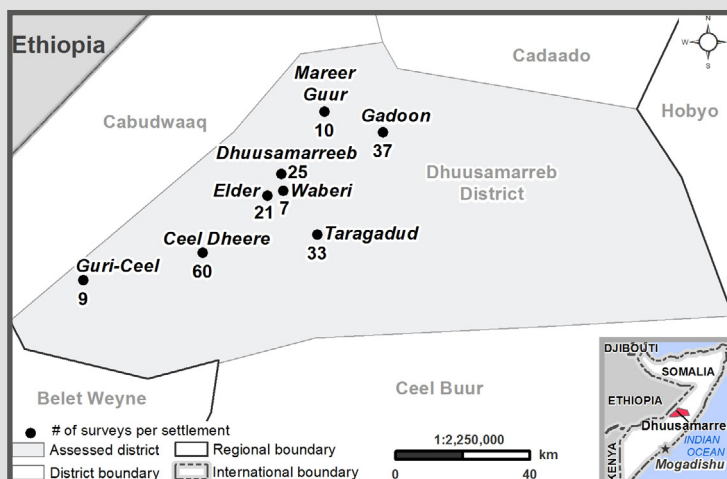 Ethiopia
Cadaado
N
W
E
S
Hobyo
Cabudwaaq
Mareer
Guur
10
Gadoon
37
Dhuusamarreeb
25
Dhuusamarreb
District
Elder
21
Waberi
7
Ceel Dheere
60
Taragadud
33
Guri-Ceel
9
Belet Weyne
Ceel Buur
# of surveys per settlement
Assessed district
Regional boundary
District boundary
International boundary
1:2,250,000
km
0
40
DJIBOUTI
SOMALIA
ETHIOPIA
Dhuusamarre
INDIAN
OCEAN
KENYA
Mogadishu